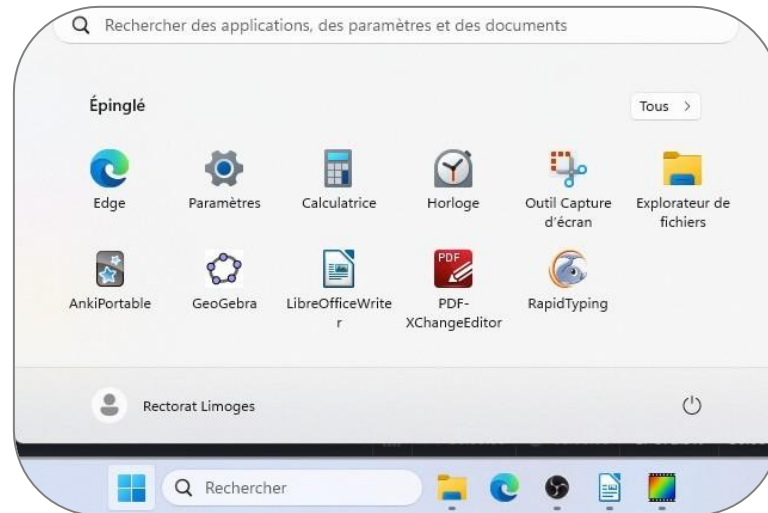 Rechercher des applications, des paramètres et des documents
Épinglé
Tous >
Edge
Paramètres
Calculatrice
Horloge
Outil Capture
d'écran
Explorateur de
fichiers
AnkiPortable
GeoGebra
LibreOfficeWrite
r
PDF
PDF-
XChangeEditor
RapidTyping
Rectorat Limoges
Rechercher